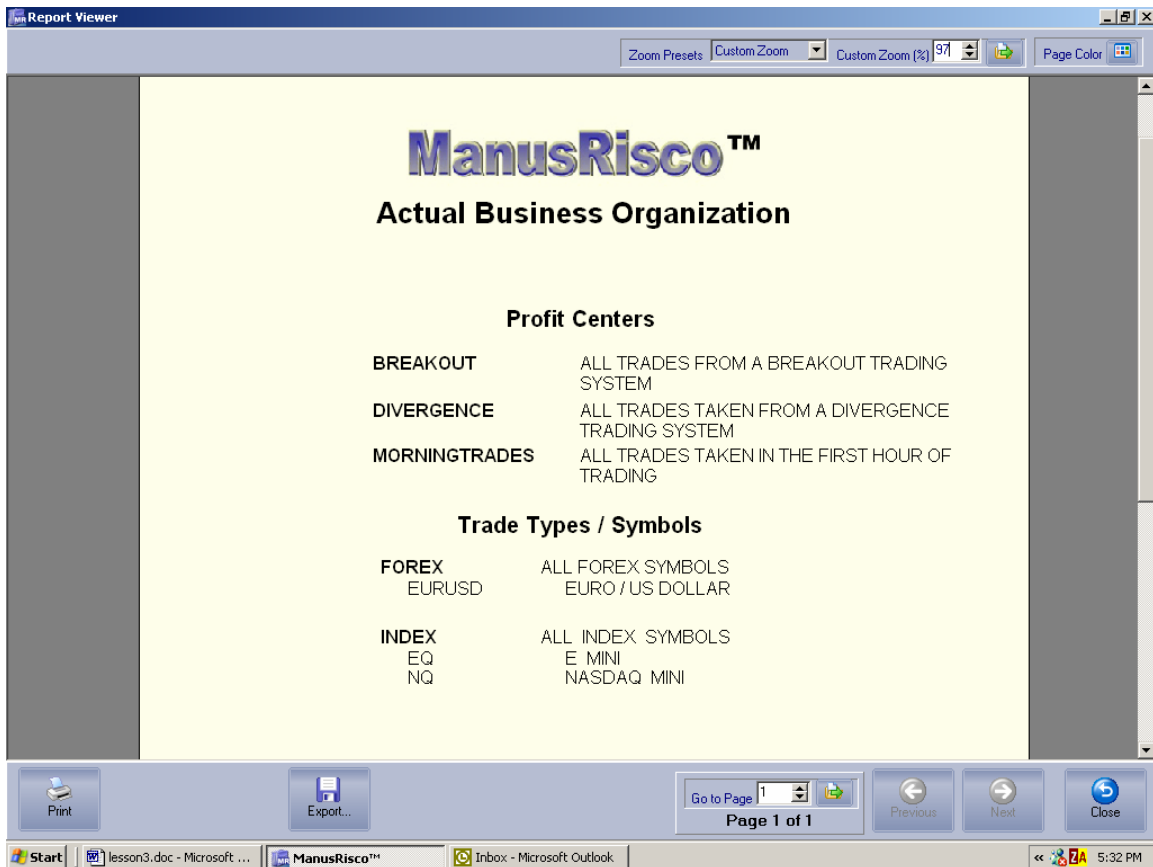 MR Report Viewer
Zoom Presets Custom Zoom Custom Zoom (%) 97 Page Color
ManusRisco™
Actual Business Organization
Profit Centers
BREAKOUT ALL TRADES FROM A BREAKOUT TRADING
SYSTEM
DIVERGENCE ALL TRADES TAKEN FROM A DIVERGENCE
TRADING SYSTEM
MORNINGTRADES ALL TRADES TAKEN IN THE FIRST HOUR OF
TRADING
Trade Types / Symbols
FOREX ALL FOREX SYMBOLS
EURUSD EURO / US DOLLAR
INDEX ALL INDEX SYMBOLS
EQ E MINI
NQ NASDAQ MINI
Print Export... Go to Page 1 Previous Next Close
Page 1 of 1
Start lesson3.doc - Microsoft ... MR ManusRisco™ Inbox - Microsoft Outlook « ZA 5:32 PM